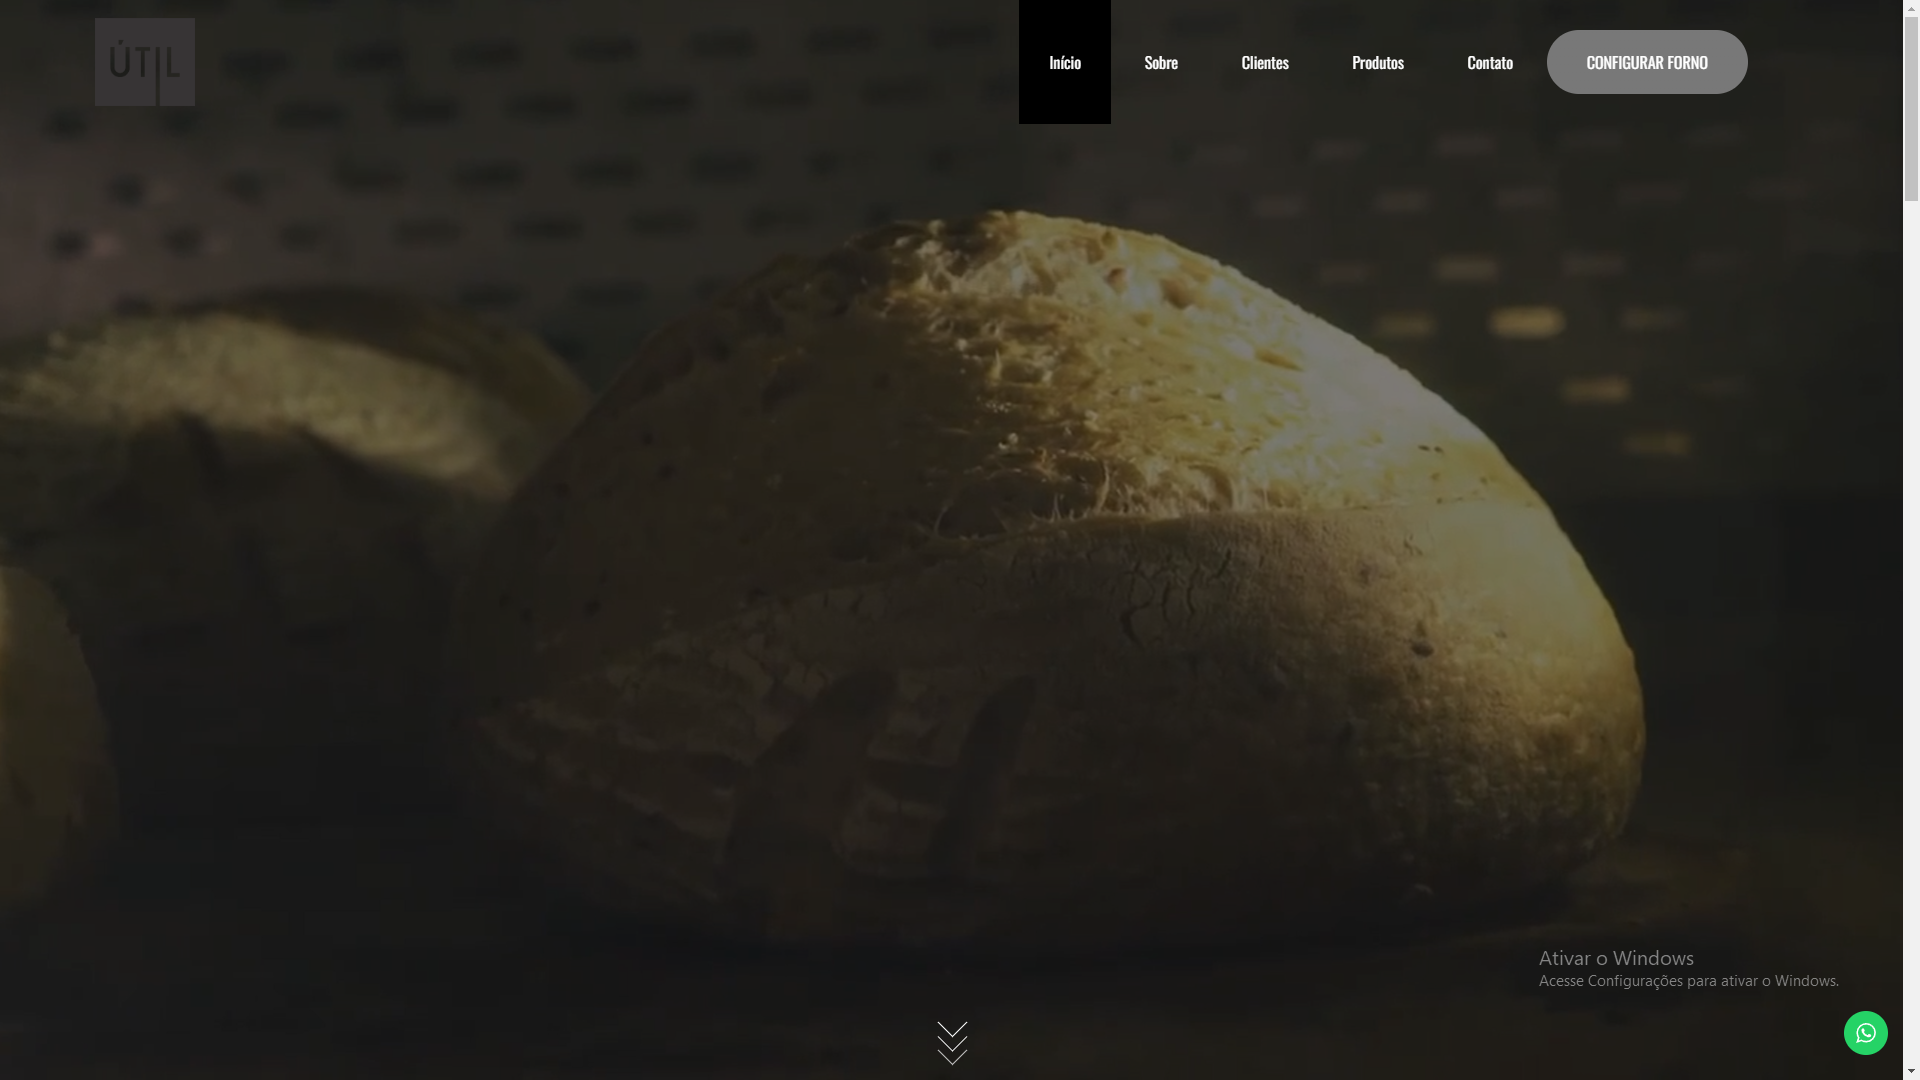 ÚTIL
Início
Sobre
Clientes
Produtos
Contato
CONFIGURAR FORNO
Ativar o Windows
Acesse Configurações para ativar o Windows.